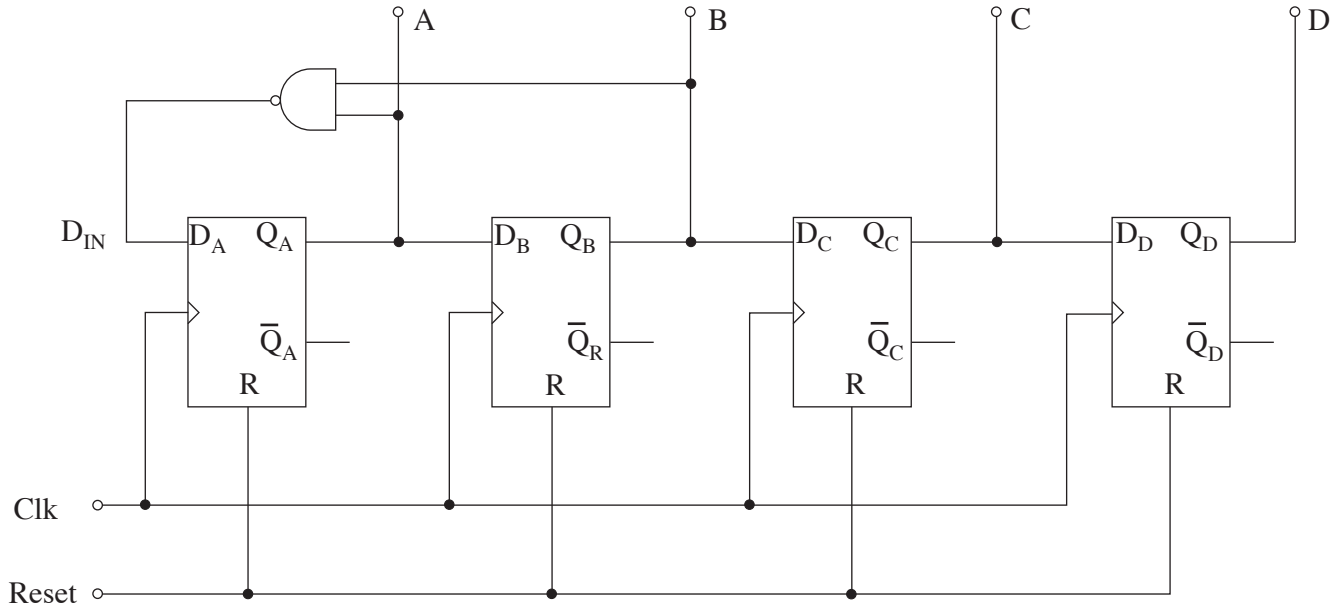 A B C D
D_IN D_A Q_A D_B Q_B D_C Q_C D_D Q_D
Q̅_A Q̅_R Q̅_C Q̅_D
R R R R
Clk
Reset